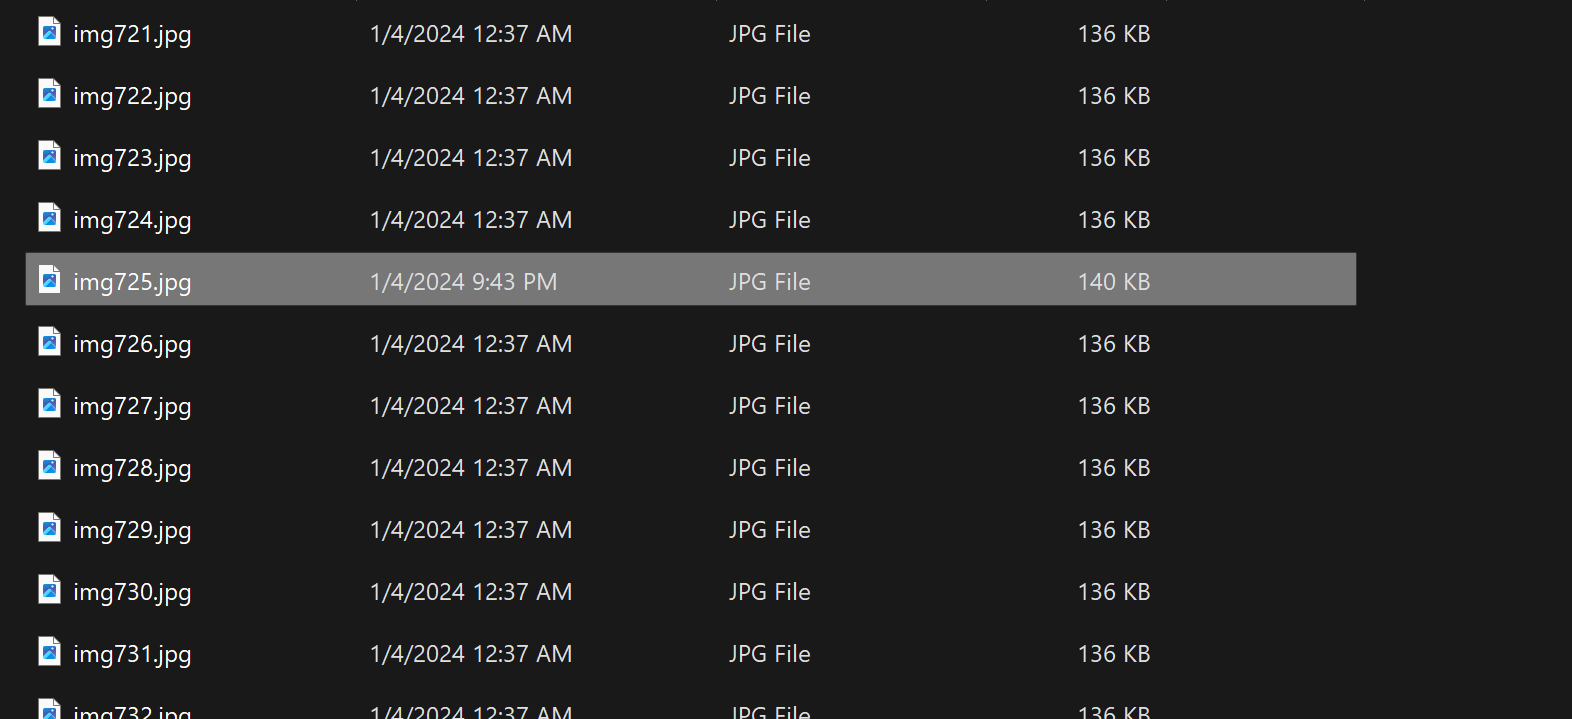 img721.jpg 1/4/2024 12:37 AM JPG File 136 KB
img722.jpg 1/4/2024 12:37 AM JPG File 136 KB
img723.jpg 1/4/2024 12:37 AM JPG File 136 KB
img724.jpg 1/4/2024 12:37 AM JPG File 136 KB
img725.jpg 1/4/2024 9:43 PM JPG File 140 KB
img726.jpg 1/4/2024 12:37 AM JPG File 136 KB
img727.jpg 1/4/2024 12:37 AM JPG File 136 KB
img728.jpg 1/4/2024 12:37 AM JPG File 136 KB
img729.jpg 1/4/2024 12:37 AM JPG File 136 KB
img730.jpg 1/4/2024 12:37 AM JPG File 136 KB
img731.jpg 1/4/2024 12:37 AM JPG File 136 KB
img732.jpg 1/4/2024 12:37 AM JPG File 136 KB